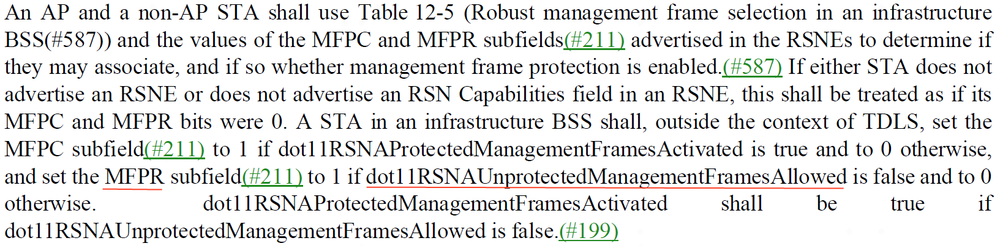 An AP and a non-AP STA shall use Table 12-5 (Robust management frame selection in an infrastructure
BSS(#587)) and the values of the MFPC and MFPR subfields(#211) advertised in the RSNEs to determine if
they may associate, and if so whether management frame protection is enabled.(#587) If either STA does not
advertise an RSNE or does not advertise an RSN Capabilities field in an RSNE, this shall be treated as if its
MFPC and MFPR bits were 0. A STA in an infrastructure BSS shall, outside the context of TDLS, set the
MFPC subfield(#211) to 1 if dot11RSNAProtectedManagementFramesActivated is true and to 0 otherwise,
and set the MFPR subfield(#211) to 1 if dot11RSNAUnprotectedManagementFramesAllowed is false and to 0
otherwise. dot11RSNAProtectedManagementFramesActivated shall be true if
dot11RSNAUnprotectedManagementFramesAllowed is false.(#199)